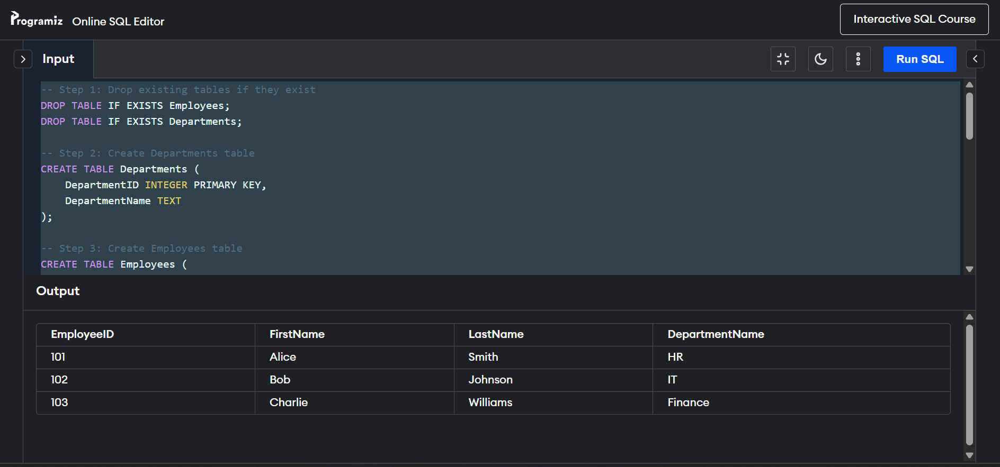 Programiz Online SQL Editor Interactive SQL Course
Input Run SQL
-- Step 1: Drop existing tables if they exist
DROP TABLE IF EXISTS Employees;
DROP TABLE IF EXISTS Departments;
-- Step 2: Create Departments table
CREATE TABLE Departments (
    DepartmentID INTEGER PRIMARY KEY,
    DepartmentName TEXT
);
-- Step 3: Create Employees table
CREATE TABLE Employees (
Output
EmployeeID FirstName LastName DepartmentName
101 Alice Smith HR
102 Bob Johnson IT
103 Charlie Williams Finance